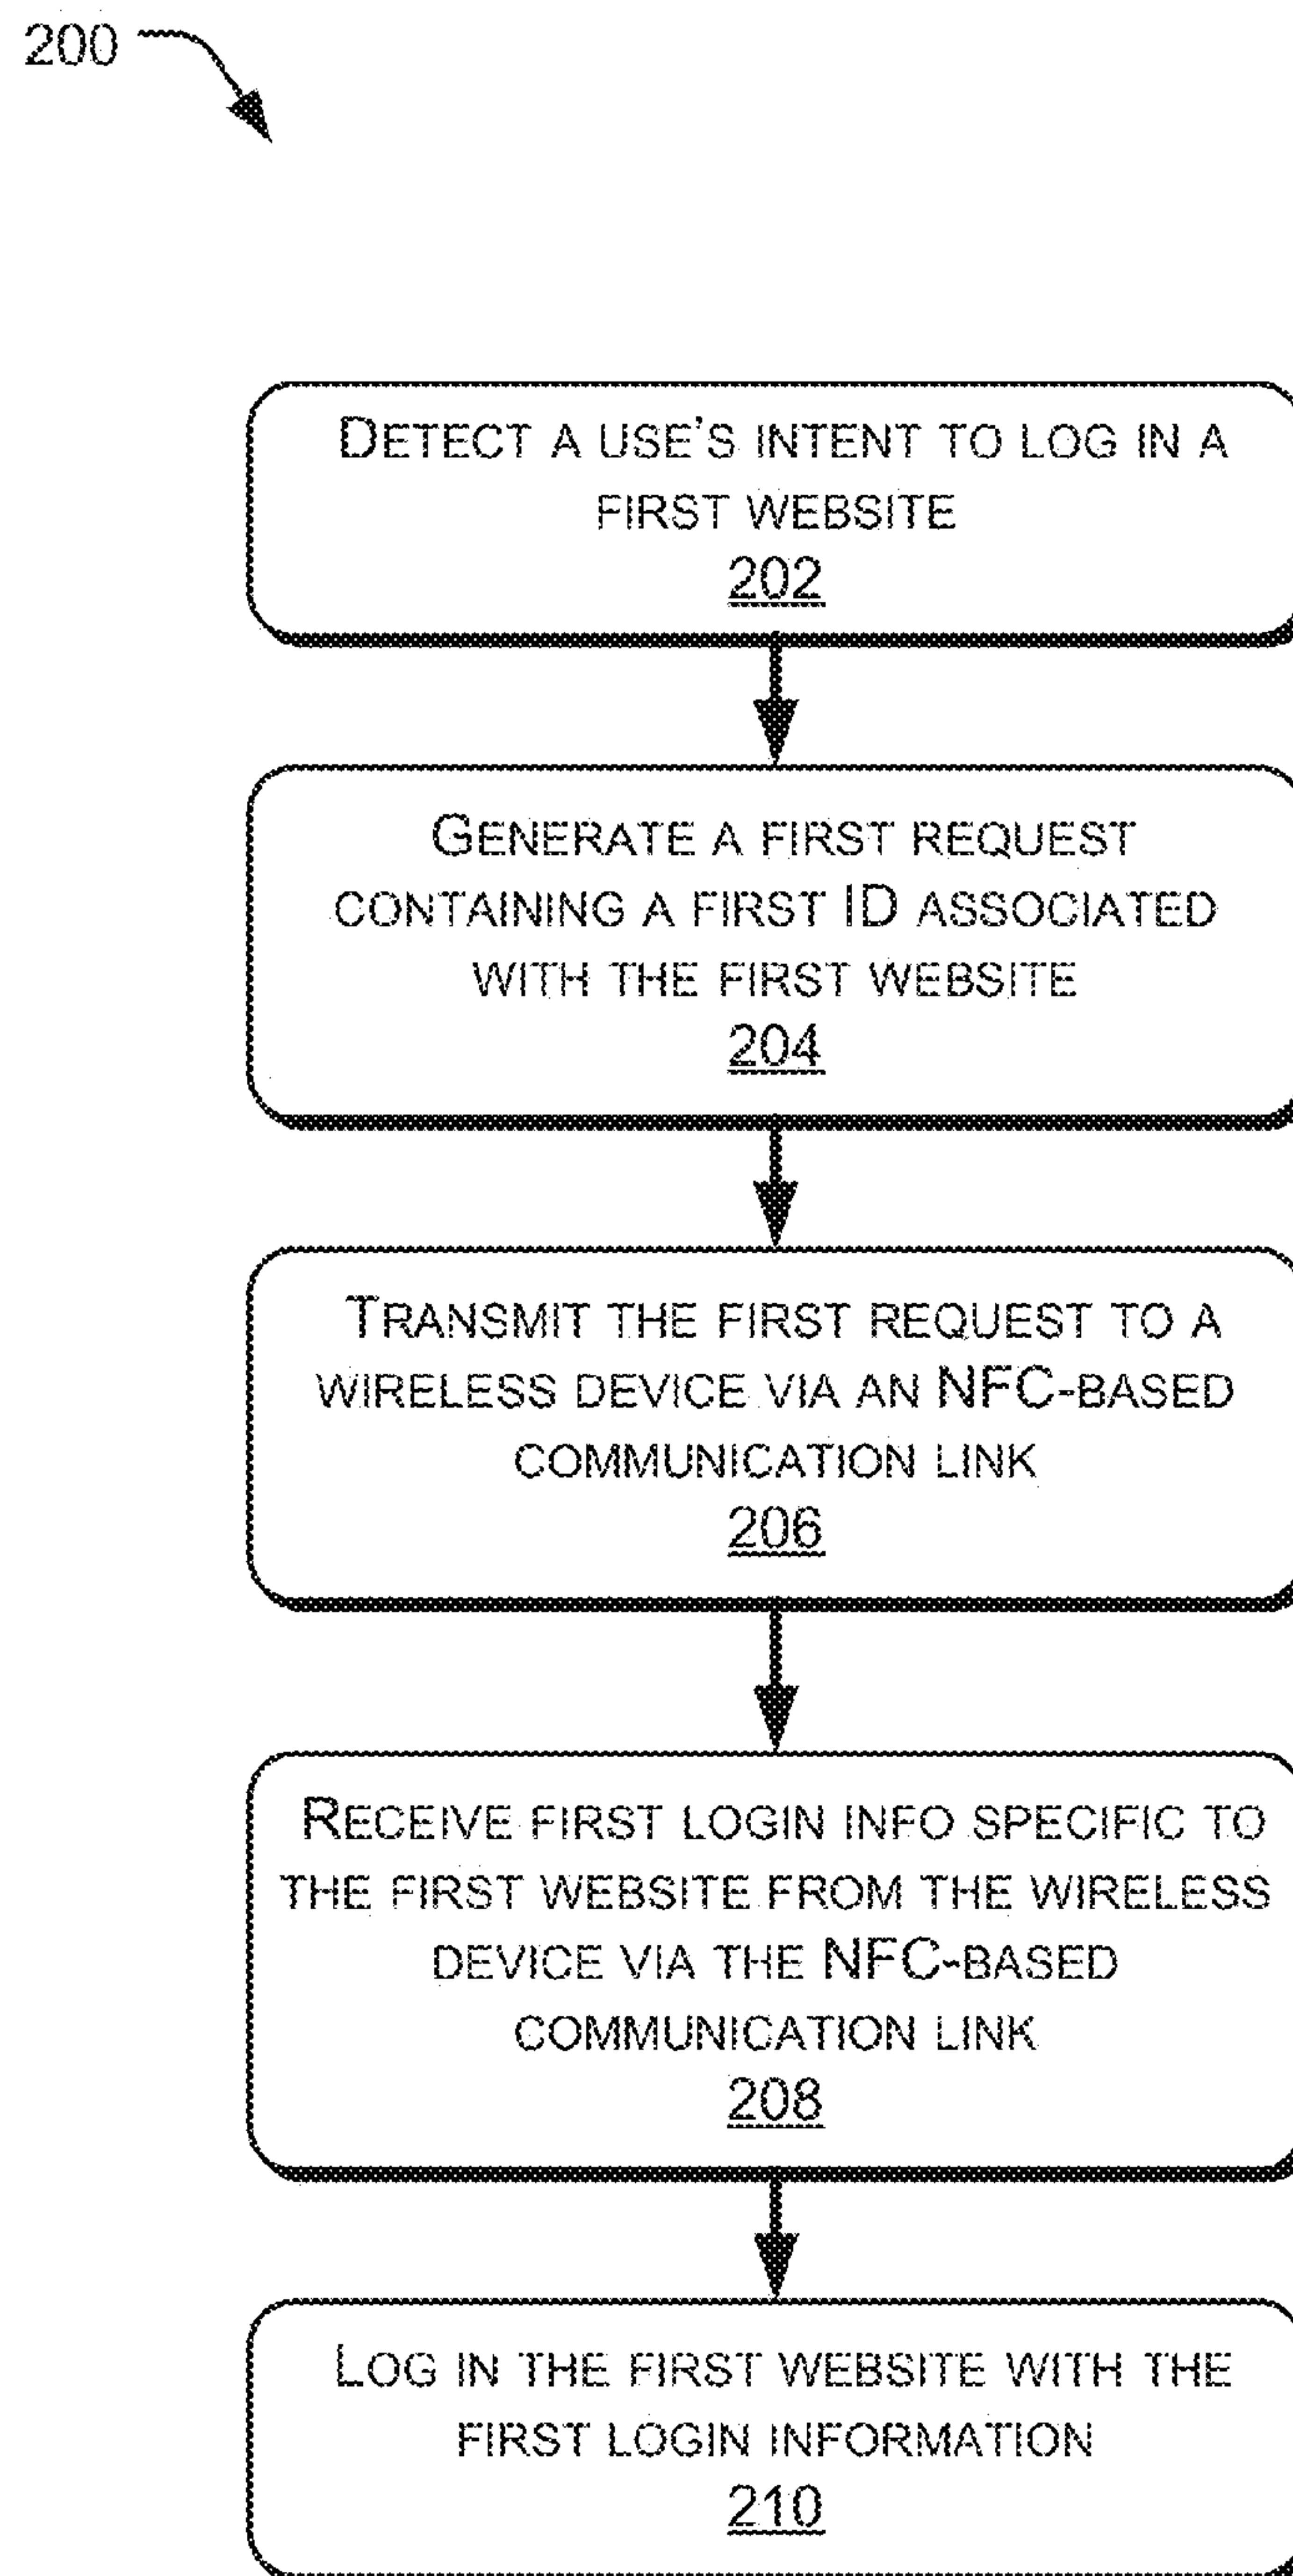 200
DETECT A USE'S INTENT TO LOG IN A
FIRST WEBSITE
202
GENERATE A FIRST REQUEST
CONTAINING A FIRST ID ASSOCIATED
WITH THE FIRST WEBSITE
204
TRANSMIT THE FIRST REQUEST TO A
WIRELESS DEVICE VIA AN NFC-BASED
COMMUNICATION LINK
206
RECEIVE FIRST LOGIN INFO SPECIFIC TO
THE FIRST WEBSITE FROM THE WIRELESS
DEVICE VIA THE NFC-BASED
COMMUNICATION LINK
208
LOG IN THE FIRST WEBSITE WITH THE
FIRST LOGIN INFORMATION
210